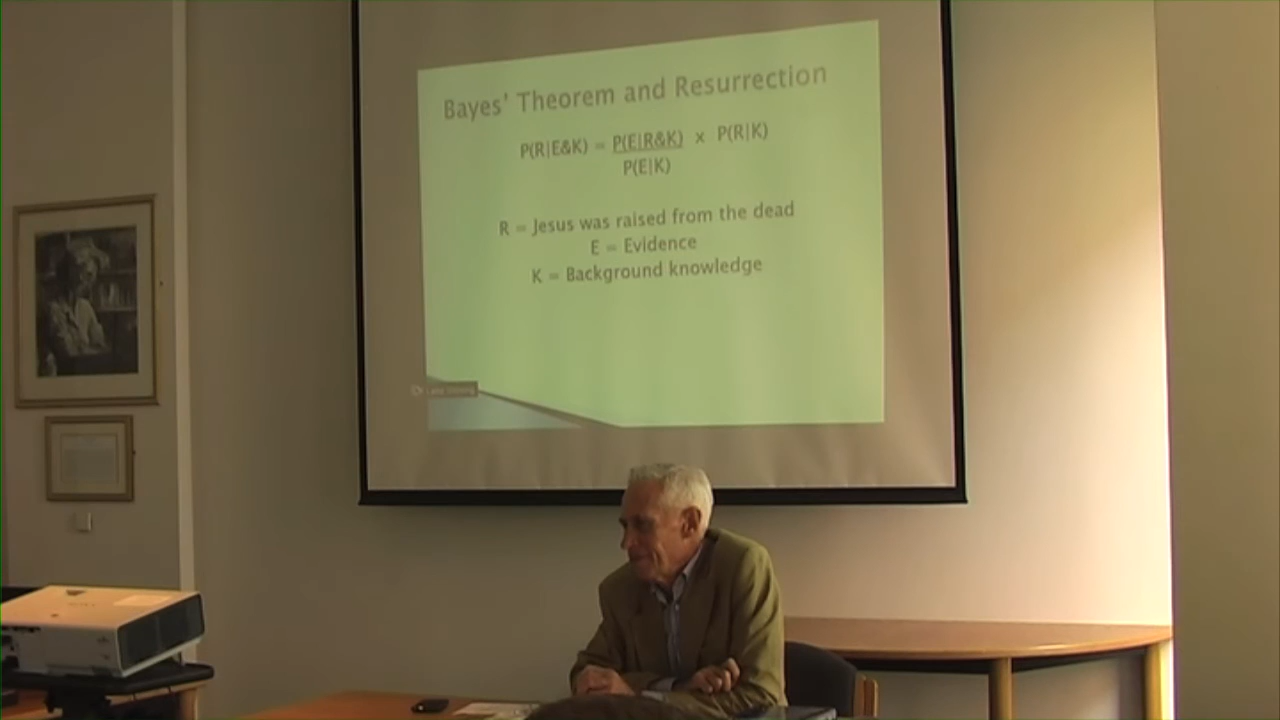 Bayes' Theorem and Resurrection
P(R|E&K) = P(E|R&K) x P(R|K)
P(E|K)
R = Jesus was raised from the dead
E = Evidence
K = Background knowledge